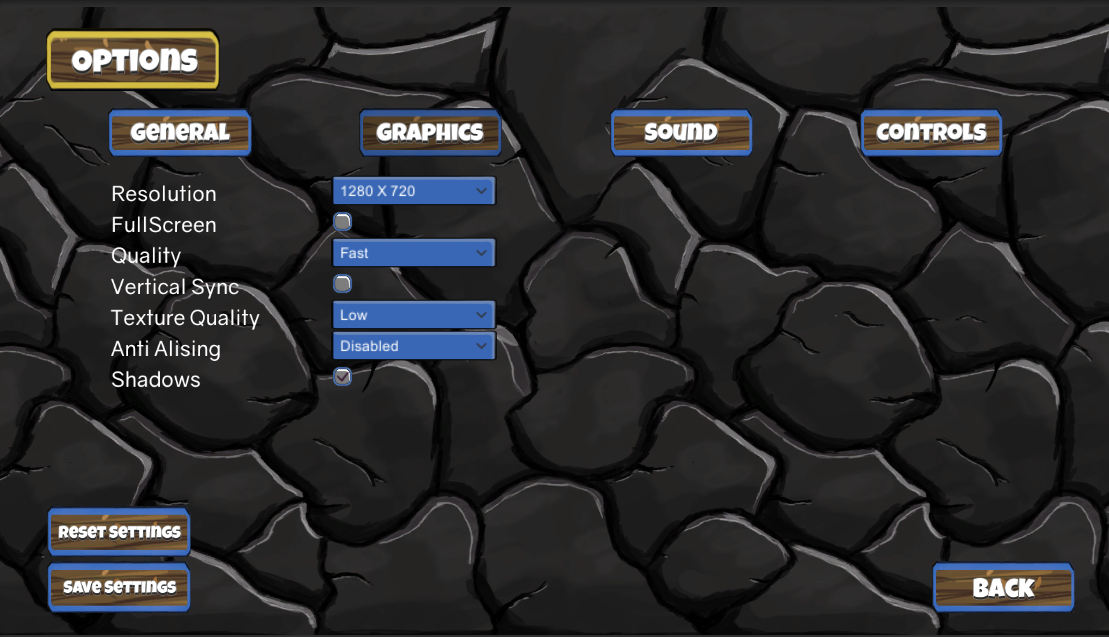 OPTIONS
GENERAL GRAPHICS SOUND CONTROLS
Resolution 1280 X 720
FullScreen
Quality Fast
Vertical Sync
Texture Quality Low
Anti Alising Disabled
Shadows
RESET SETTINGS
SAVE SETTINGS BACK